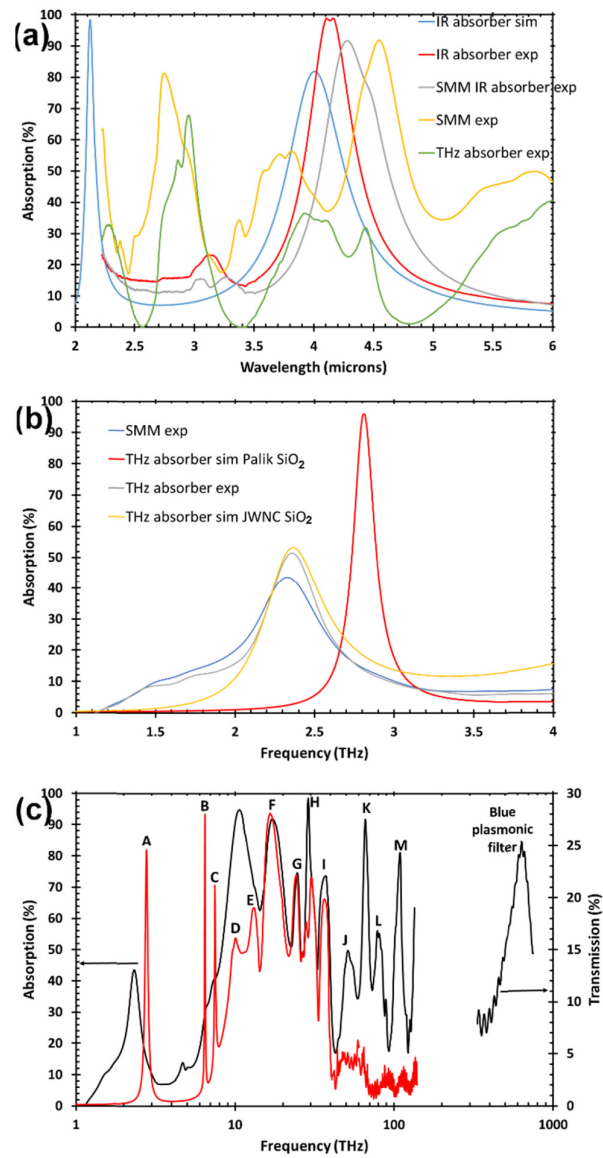 (a)
100
90
80
70
60
50
40
30
20
10
0
Absorption (%)
IR absorber sim
IR absorber exp
SMM IR absorber exp
SMM exp
THz absorber exp
2 2.5 3 3.5 4 4.5 5 5.5 6
Wavelength (microns)
(b)
100
90
80
70
60
50
40
30
20
10
0
Absorption (%)
SMM exp
THz absorber sim Palik SiO₂
THz absorber exp
THz absorber sim JWNC SiO₂
1 1.5 2 2.5 3 3.5 4
Frequency (THz)
(c)
100
90
80
70
60
50
40
30
20
10
0
Absorption (%)
A
B
C
D
E
F
G
H
I
J
K
L
M
Blue
plasmonic
filter
30
25
20
15
10
5
0
Transmission (%)
1 10 100 1000
Frequency (THz)